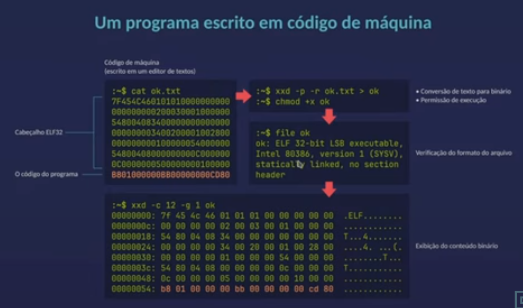 Um programa escrito em código de máquina
Código de máquina
(escrito em um editor de textos)
:~$ cat ok.txt
7F454C460101010000000000
000000000200030001000000
548004083400000000000000
000000003400200001002800
000000000100000054000000
54800408000000000C000000
0C0000000500000000100000
B801000000BB00000000CD80
Cabeçalho ELF32
O código do programa
:~$ xxd -p -r ok.txt > ok
:~$ chmod +x ok
• Conversão de texto para binário
• Permissão de execução
:~$ file ok
ok: ELF 32-bit LSB executable,
Intel 80386, version 1 (SYSV),
statically linked, no section
header
Verificação do formato do arquivo
:~$ xxd -c 12 -g 1 ok
00000000: 7f 45 4c 46 01 01 01 00 00 00 00 00 .ELF........
0000000c: 00 00 00 00 02 00 03 00 01 00 00 00 ............
00000018: 54 80 04 08 34 00 00 00 00 00 00 00 T...4.......
00000024: 00 00 00 00 34 00 20 00 01 00 28 00 ....4. ...(.
00000030: 00 00 00 00 01 00 00 00 54 00 00 00 ........T...
0000003c: 54 80 04 08 00 00 00 00 0c 00 00 00 T...........
00000048: 0c 00 00 00 05 00 00 00 00 10 00 00 ............
00000054: b8 01 00 00 00 bb 00 00 00 00 cd 80 ............
Exibição do conteúdo binário